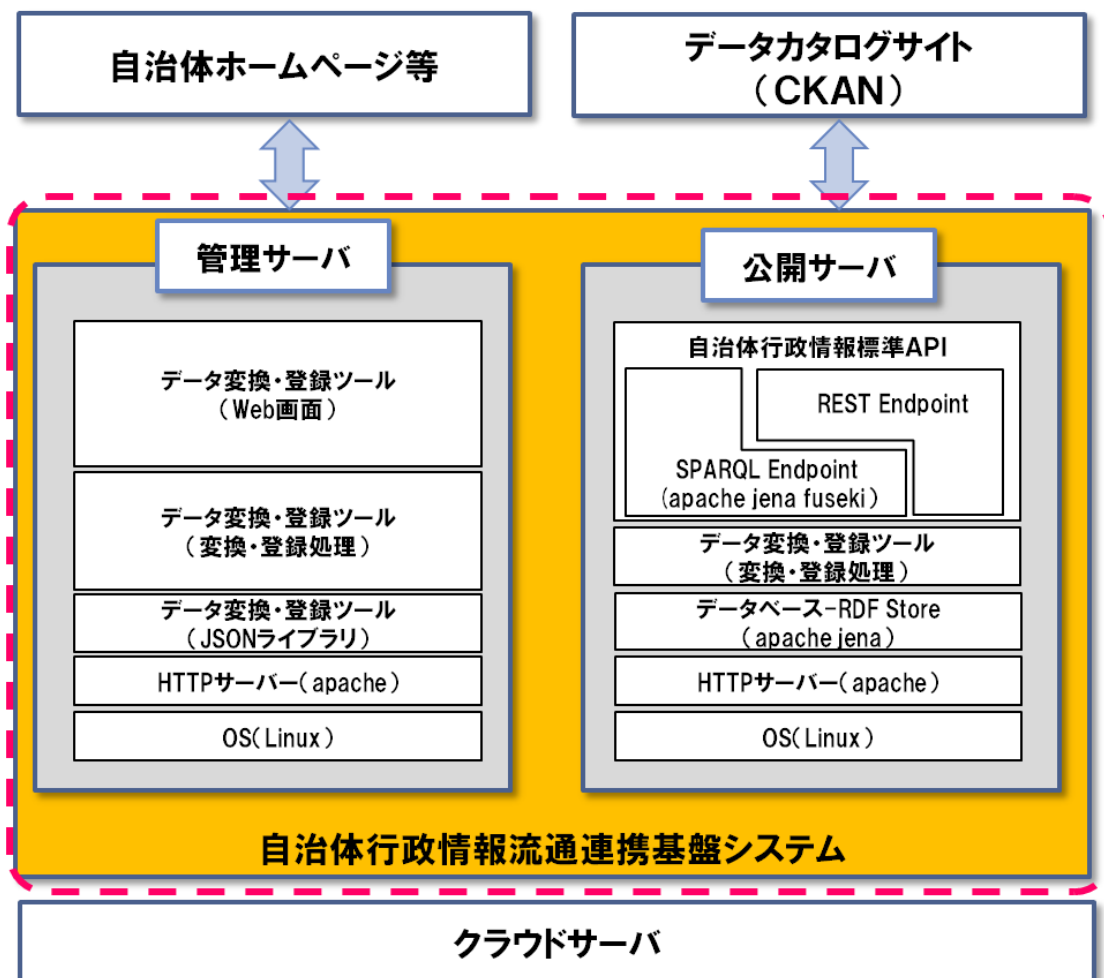 自治体ホームページ等
データカタログサイト
（CKAN）
管理サーバ
データ変換・登録ツール
（Web画面）
データ変換・登録ツール
（変換・登録処理）
データ変換・登録ツール
（JSONライブラリ）
HTTPサーバー（apache）
OS（Linux）
公開サーバ
自治体行政情報標準API
REST Endpoint
SPARQL Endpoint
（apache jena fuseki）
データ変換・登録ツール
（変換・登録処理）
データベース-RDF Store
（apache jena）
HTTPサーバー（apache）
OS（Linux）
自治体行政情報流通連携基盤システム
クラウドサーバ